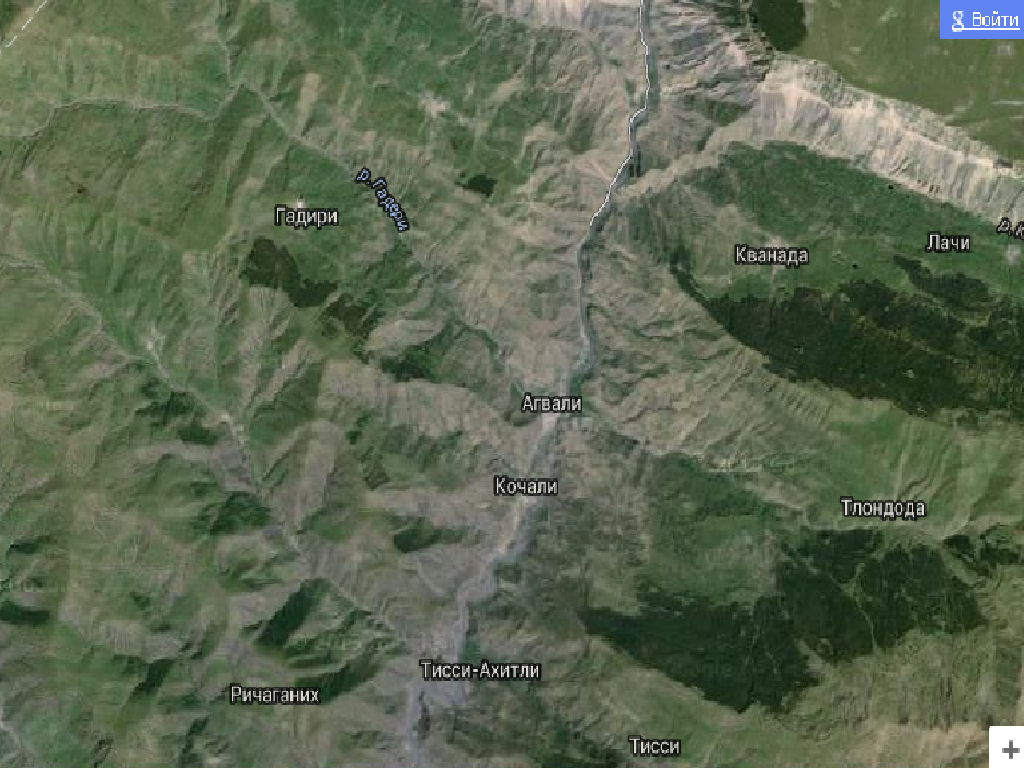 Войти
р. Гадери
Гадири
Лачи
Кванада
Агвали
Кочали
Тлондода
Тисси-Ахитли
Ричаганих
Тисси
+